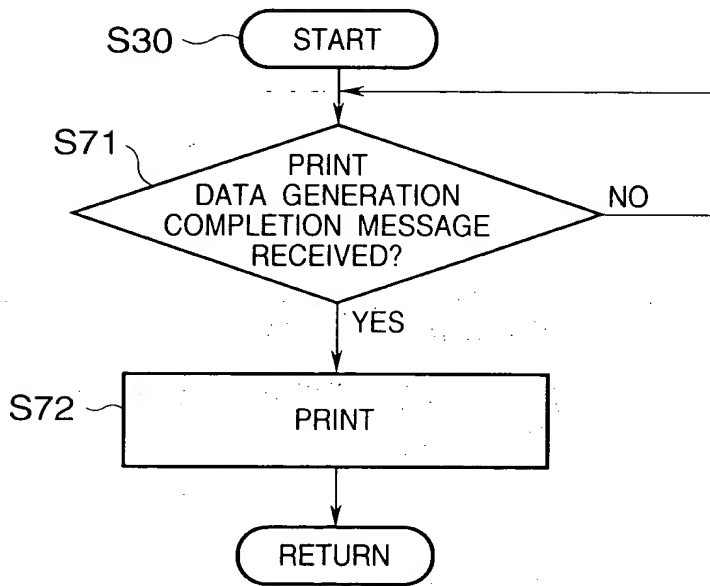 S30
START
S71
PRINT
DATA GENERATION
COMPLETION MESSAGE
RECEIVED?
NO
YES
S72
PRINT
RETURN